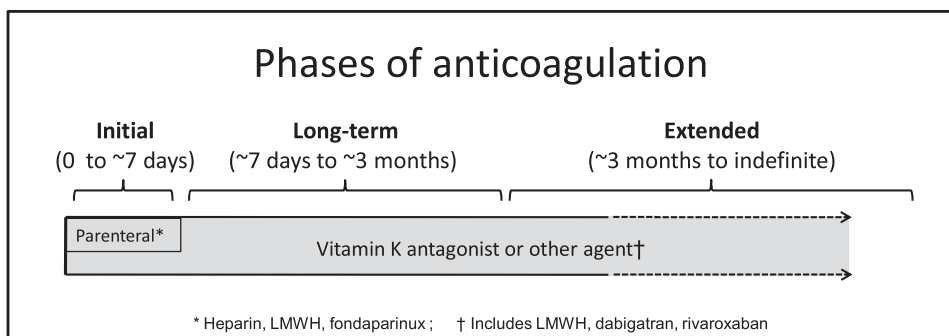 Phases of anticoagulation
Initial
(0 to ~7 days)
Long-term
(~7 days to ~3 months)
Extended
(~3 months to indefinite)
Parenteral*
Vitamin K antagonist or other agent†
* Heparin, LMWH, fondaparinux ; † Includes LMWH, dabigatran, rivaroxaban